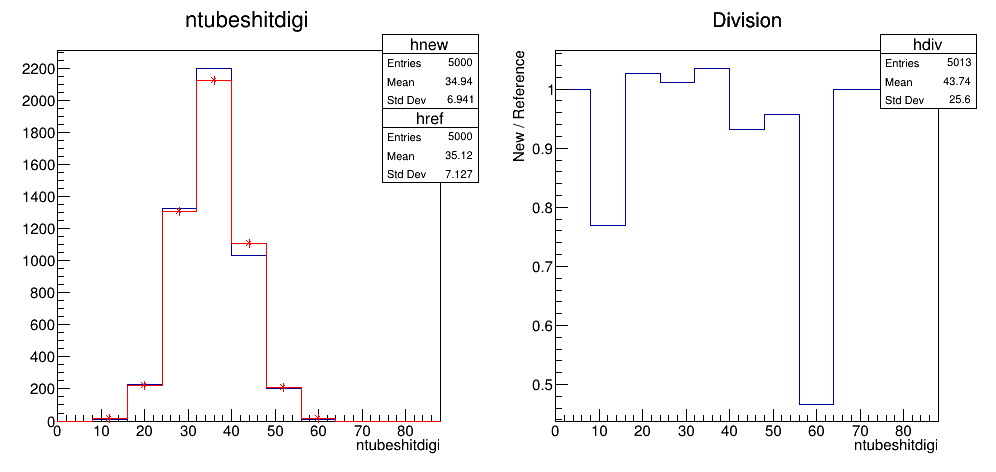 ntubeshitdigi
hnew
Entries 5000
Mean 34.94
Std Dev 6.941
href
Entries 5000
Mean 35.12
Std Dev 7.127
2200
2000
1800
1600
1400
1200
1000
800
600
400
200
0
0 10 20 30 40 50 60 70 80
ntubeshitdigi
Division
hdiv
Entries 5013
Mean 43.74
Std Dev 25.6
New / Reference
1
0.9
0.8
0.7
0.6
0.5
0 10 20 30 40 50 60 70 80
ntubeshitdigi